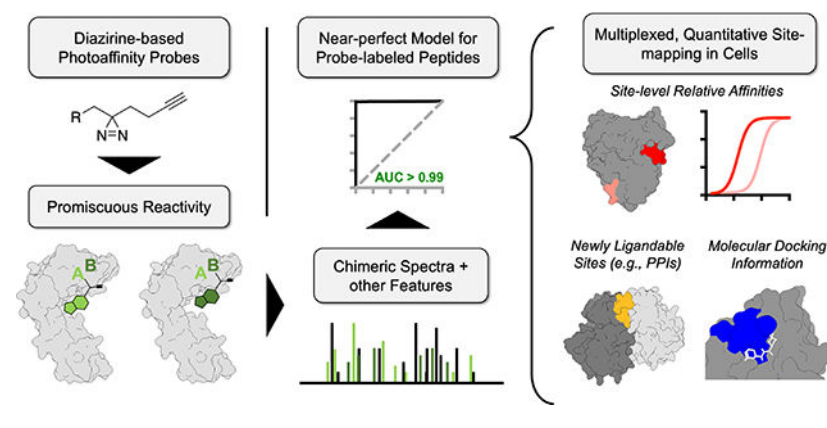 Diazirine-based
Photoaffinity Probes
R
N=N
Promiscuous Reactivity
A
B
A
B
Near-perfect Model for
Probe-labeled Peptides
AUC > 0.99
Chimeric Spectra +
other Features
Multiplexed, Quantitative Site-
mapping in Cells
Site-level Relative Affinities
Newly Ligandable
Sites (e.g., PPIs)
Molecular Docking
Information